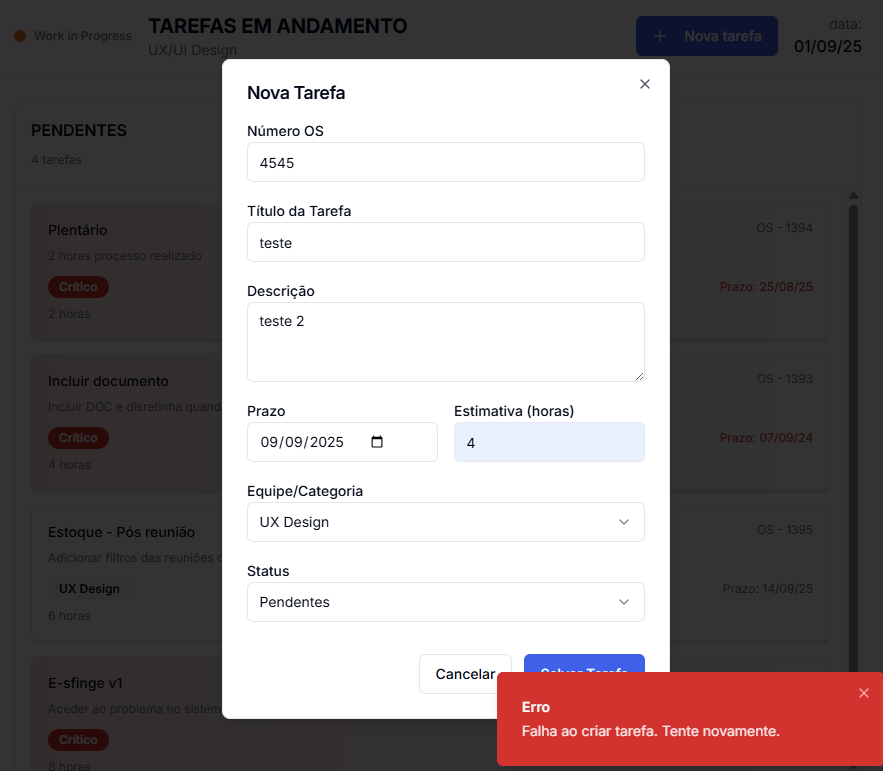 Work in Progress
TAREFAS EM ANDAMENTO
UX/UI Design
Nova tarefa
data:
01/09/25
PENDENTES
4 tarefas
Plentário
2 horas processo realizado
Crítico
2 horas
OS - 1394
Prazo: 25/08/25
Incluir documento
Incluir DOC e disretinha quand
Crítico
4 horas
OS - 1393
Prazo: 07/09/24
Estoque - Pós reunião
Adicionar filtros das reuniões
UX Design
6 horas
OS - 1395
Prazo: 14/09/25
E-sfinge v1
Aceder ao problema no sistem
Crítico
8 horas
Nova Tarefa
Número OS
4545
Título da Tarefa
teste
Descrição
teste 2
Prazo
09/09/2025
Estimativa (horas)
4
Equipe/Categoria
UX Design
Status
Pendentes
Cancelar
Salvar Tarefa
Erro
Falha ao criar tarefa. Tente novamente.